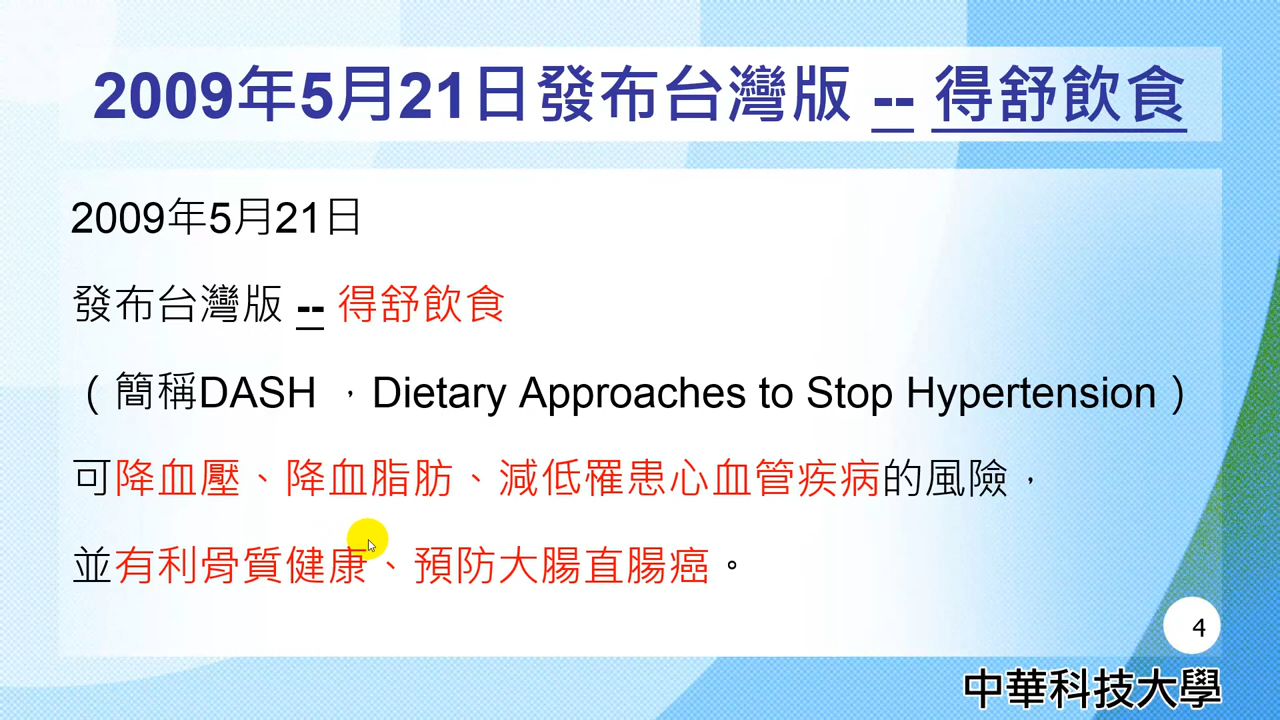 2009年5月21日發布台灣版 -- 得舒飲食
2009年5月21日
發布台灣版 -- 得舒飲食
（簡稱DASH ，Dietary Approaches to Stop Hypertension）
可降血壓、降血脂肪、減低罹患心血管疾病的風險，
並有利骨質健康、預防大腸直腸癌。
4
中華科技大學